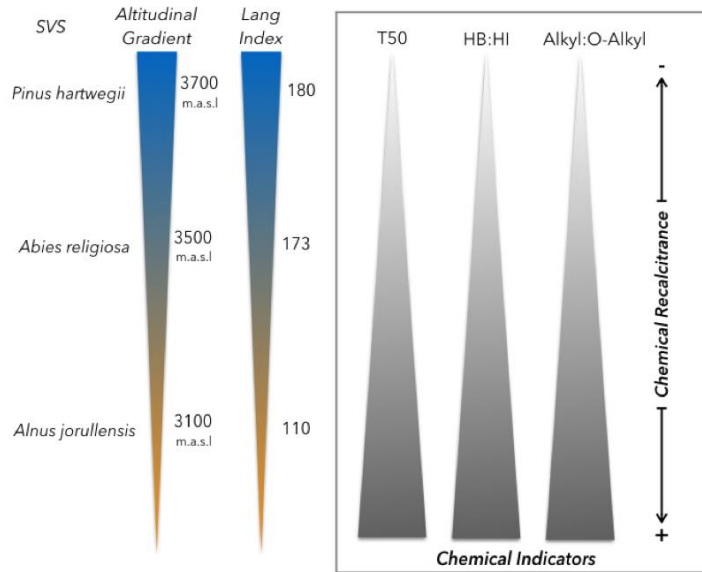 SVS
Altitudinal
Gradient
Lang
Index
T50
HB:HI
Alkyl:O-Alkyl
-
Pinus hartwegii
3700
m.a.s.l
180
Abies religiosa
3500
m.a.s.l
173
Chemical Recalcitrance
Alnus jorullensis
3100
m.a.s.l
110
+
Chemical Indicators